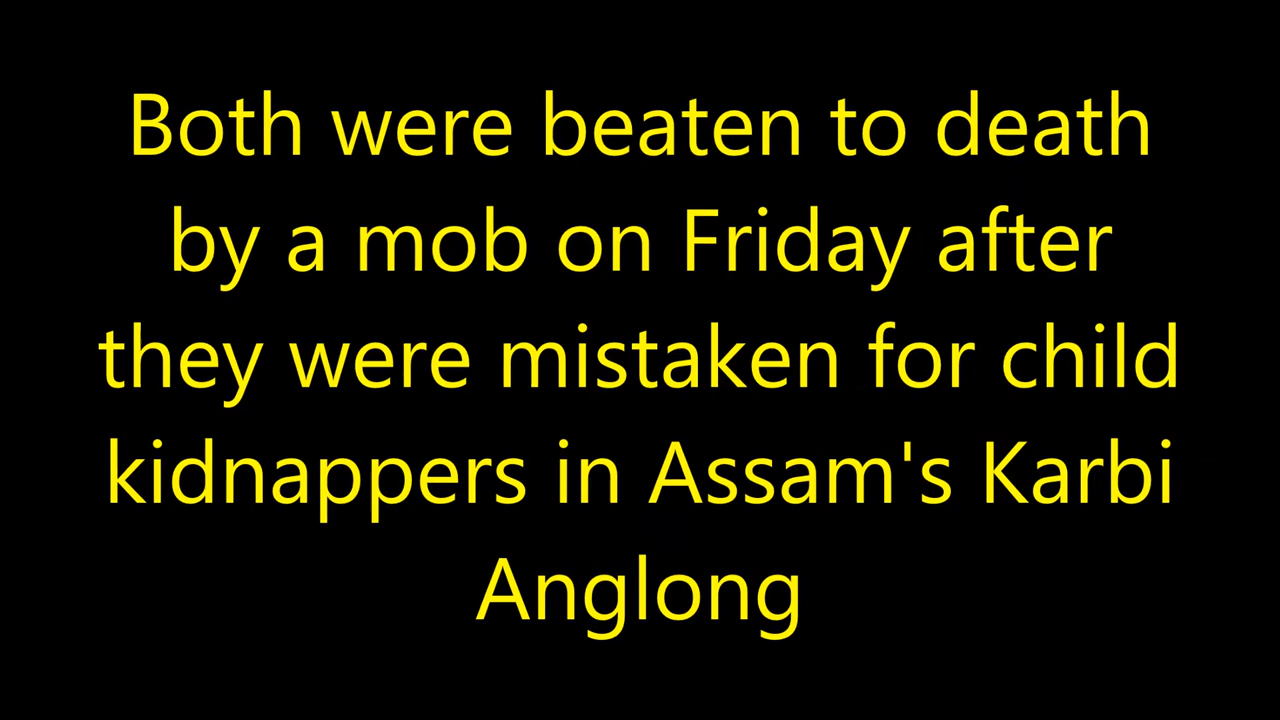 Both were beaten to death
by a mob on Friday after
they were mistaken for child
kidnappers in Assam's Karbi
Anglong